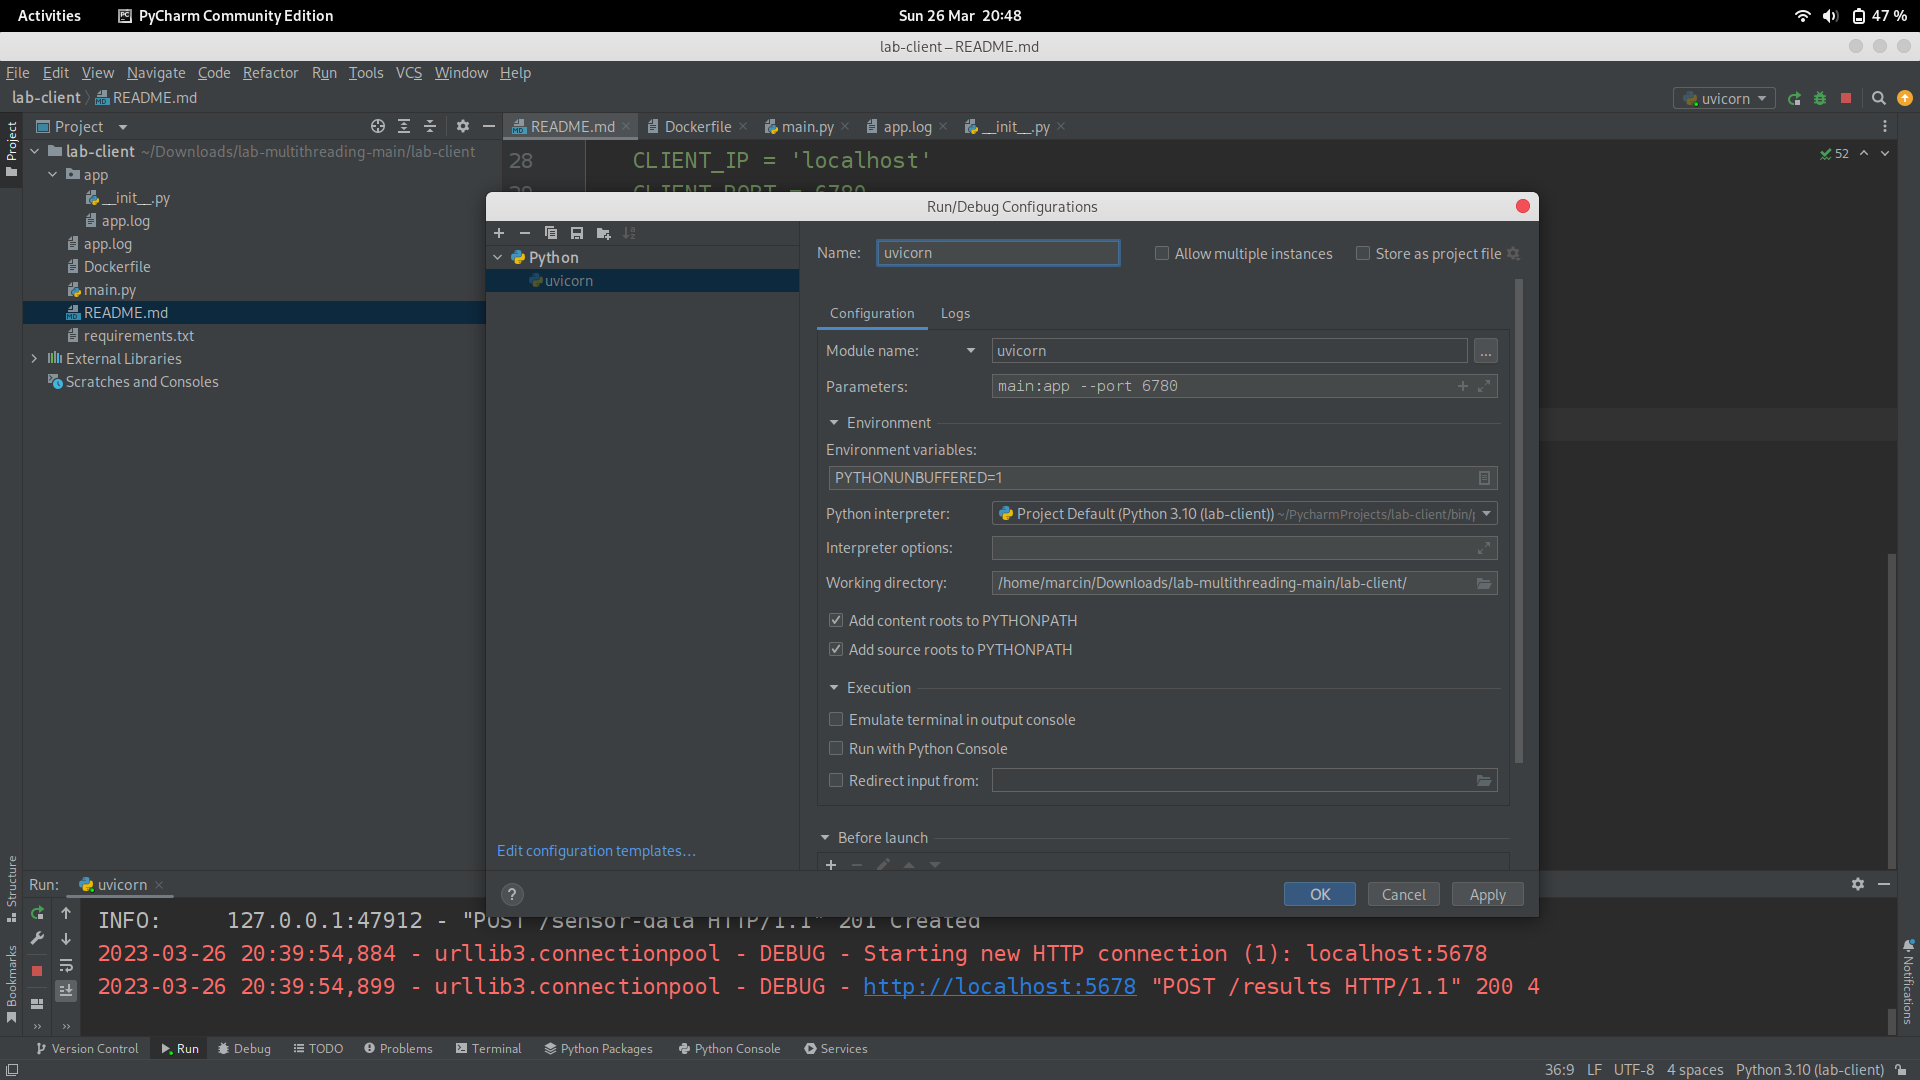 Activities PyCharm Community Edition Sun 26 Mar 20:48 47 %
lab-client – README.md
File Edit View Navigate Code Refactor Run Tools VCS Window Help
lab-client README.md uvicorn
Project
README.md Dockerfile main.py app.log __init__.py
lab-client ~/Downloads/lab-multithreading-main/lab-client
app
__init__.py
app.log
app.log
Dockerfile
main.py
README.md
requirements.txt
External Libraries
Scratches and Consoles
Project
Structure
Bookmarks
Notifications
28 CLIENT_IP = 'localhost'
52
29 CLIENT_PORT = 6780
Run/Debug Configurations
Python
uvicorn
Edit configuration templates...
Name: uvicorn Allow multiple instances Store as project file
Configuration Logs
Module name: uvicorn ...
Parameters: main:app --port 6780
Environment
Environment variables:
PYTHONUNBUFFERED=1
Python interpreter: Project Default (Python 3.10 (lab-client)) ~/PycharmProjects/lab-client/bin/
Interpreter options:
Working directory: /home/marcin/Downloads/lab-multithreading-main/lab-client/
Add content roots to PYTHONPATH
Add source roots to PYTHONPATH
Execution
Emulate terminal in output console
Run with Python Console
Redirect input from:
Before launch
? OK Cancel Apply
Run: uvicorn
INFO: 127.0.0.1:47912 - "POST /sensor-data HTTP/1.1" 201 Created
2023-03-26 20:39:54,884 - urllib3.connectionpool - DEBUG - Starting new HTTP connection (1): localhost:5678
2023-03-26 20:39:54,899 - urllib3.connectionpool - DEBUG - http://localhost:5678 "POST /results HTTP/1.1" 200 4
Version Control Run Debug TODO Problems Terminal Python Packages Python Console Services
36:9 LF UTF-8 4 spaces Python 3.10 (lab-client)